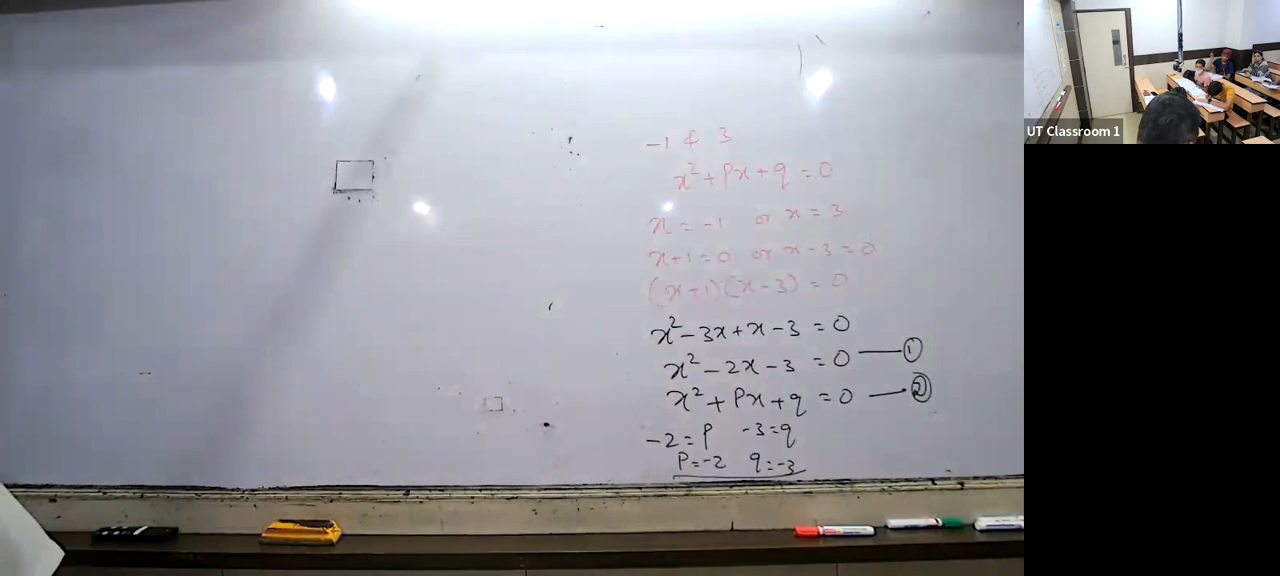 -1 & 3
x² + Px + q = 0
x = -1 or x = 3
x+1=0 or x-3=0
(x+1)(x-3) = 0
x² - 3x + x - 3 = 0
x² - 2x - 3 = 0 — ①
x² + Px + q = 0 — ②
-2 = P -3 = q
P = -2 q = -3
UT Classroom 1